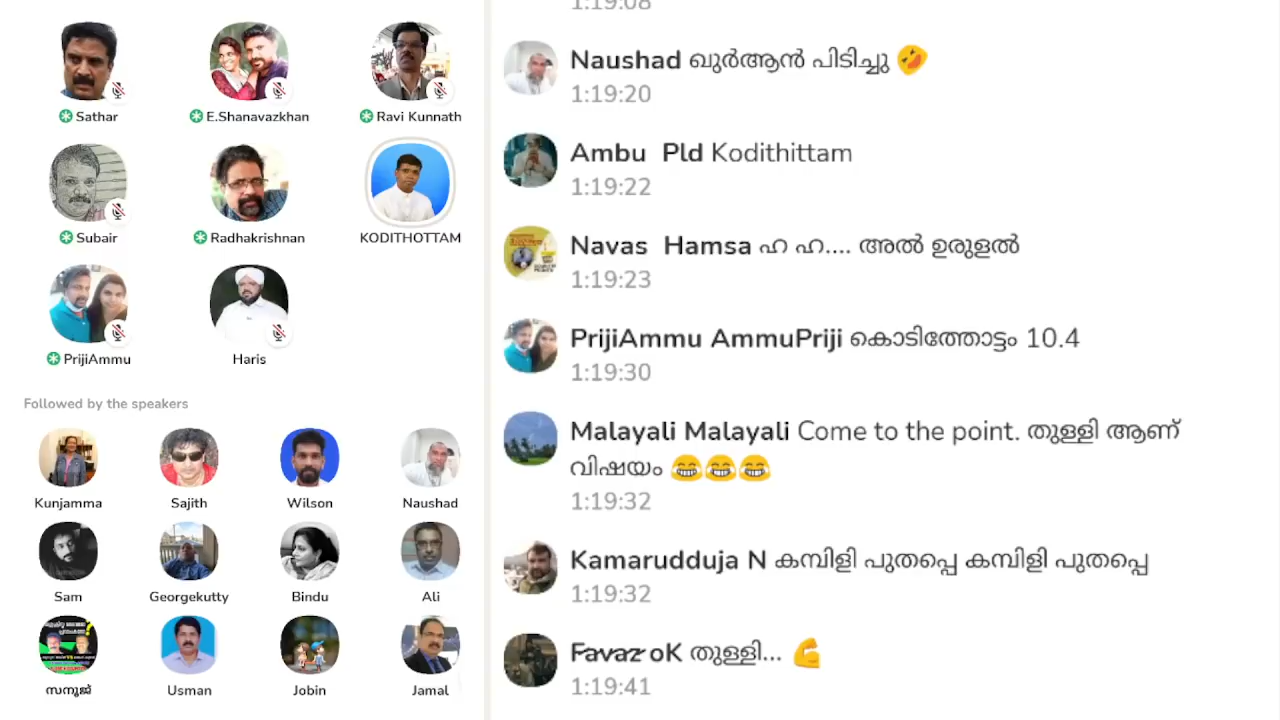 Sathar
E.Shanavazkhan
Ravi Kunnath
Subair
Radhakrishnan
KODITHOTTAM
PrijiAmmu
Haris
Followed by the speakers
Kunjamma
Sajith
Wilson
Naushad
Sam
Georgekutty
Bindu
Ali
സനൂജ്
Usman
Jobin
Jamal
1:19:08
Naushad ഖുർആൻ പിടിച്ചു 🤣
1:19:20
Ambu Pld Kodithittam
1:19:22
Navas Hamsa ഹ ഹ.... അൽ ഉരുളൽ
1:19:23
PrijiAmmu AmmuPriji കൊടിത്തോട്ടം 10.4
1:19:30
Malayali Malayali Come to the point. തുള്ളി ആണ്
വിഷയം 😂😂😂
1:19:32
Kamarudduja N കമ്പിളി പുതപ്പെ കമ്പിളി പുതപ്പെ
1:19:32
Favaz oK തുള്ളി... 💪
1:19:41